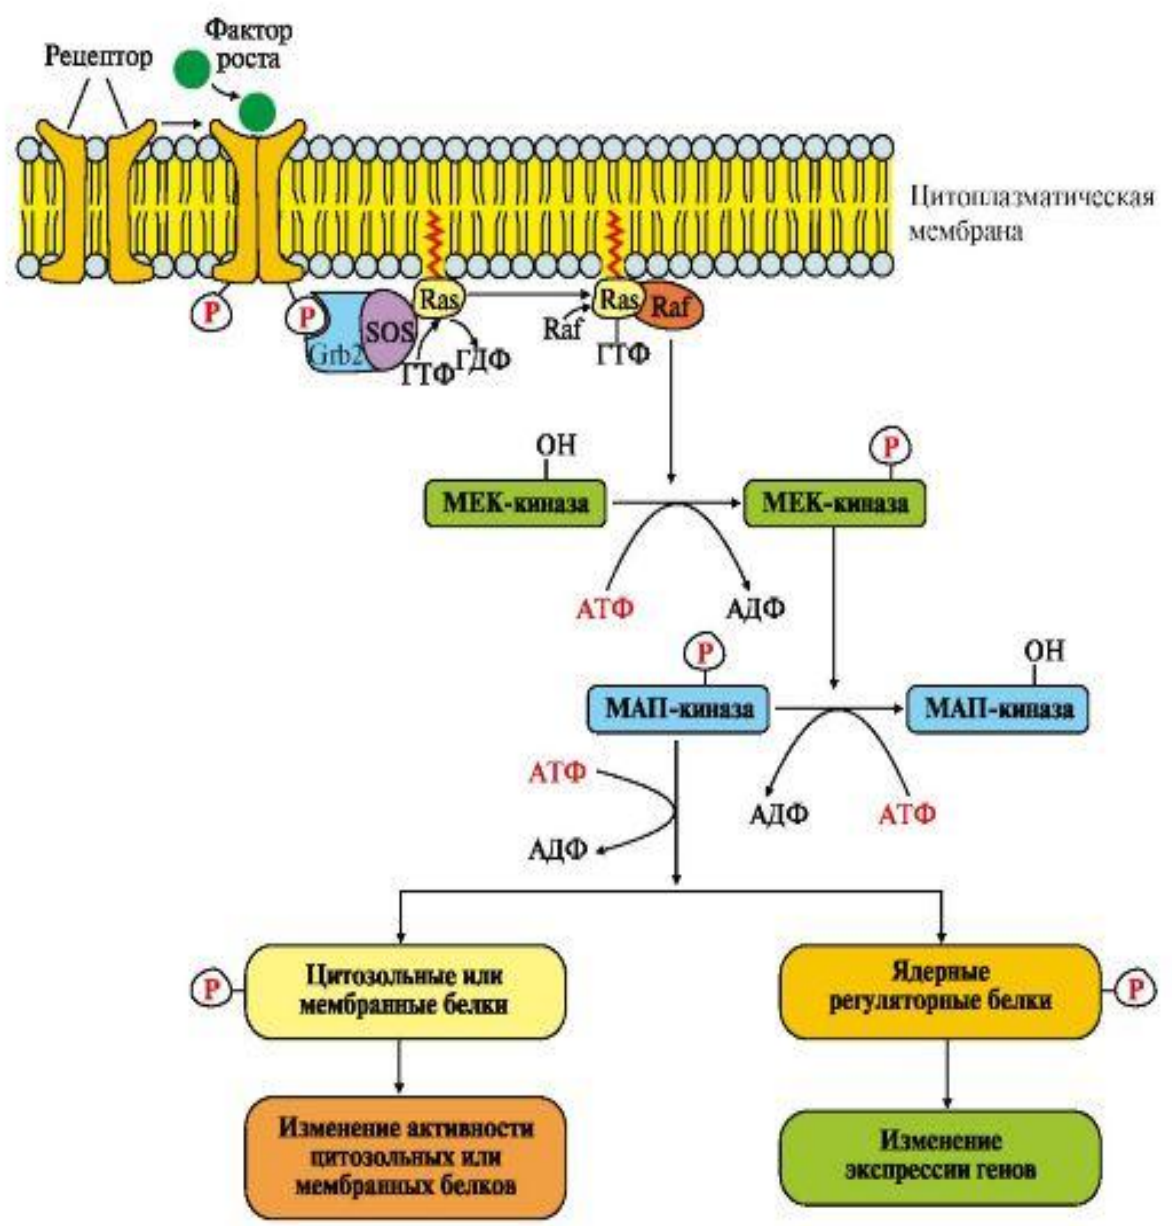 Фактор
роста
Рецептор
Цитоплазматическая
мембрана
P
P
Grb2
SOS
Ras
ГТФ
ГДФ
Raf
Ras
Raf
ГТФ
OH
P
МЕК-киназа
МЕК-киназа
АТФ
АДФ
P
OH
МАП-киназа
МАП-киназа
АТФ
АДФ
АДФ
АТФ
P
Цитозольные или
мембранные белки
Ядерные
регуляторные белки
P
Изменение активности
цитозольных или
мембранных белков
Изменение
экспрессии генов